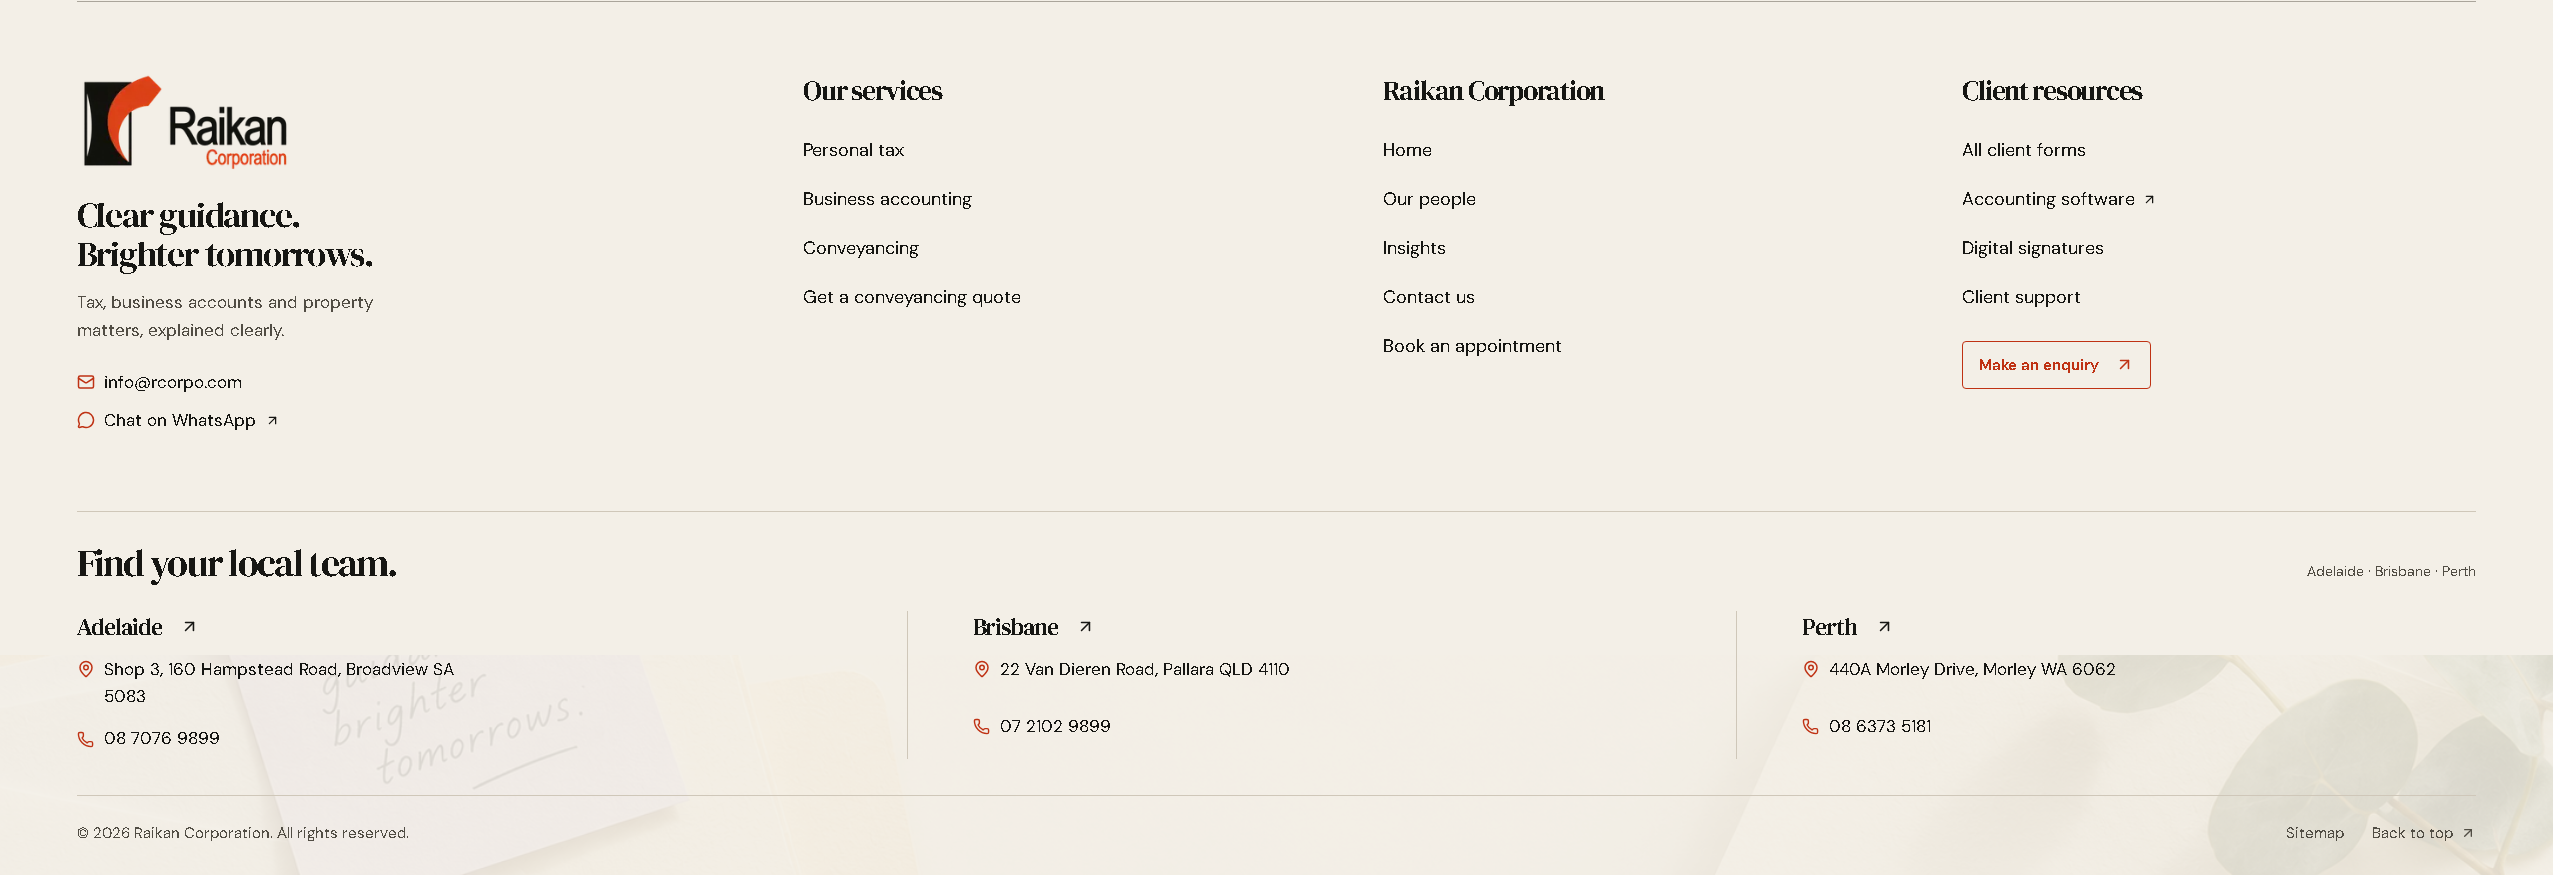 Raikan
Corporation
Clear guidance.
Brighter tomorrows.
Tax, business accounts and property
matters, explained clearly.
info@rcorpo.com
Chat on WhatsApp
Our services
Personal tax
Business accounting
Conveyancing
Get a conveyancing quote
Raikan Corporation
Home
Our people
Insights
Contact us
Book an appointment
Client resources
All client forms
Accounting software
Digital signatures
Client support
Make an enquiry
Find your local team.
Adelaide · Brisbane · Perth
Adelaide
Shop 3, 160 Hampstead Road, Broadview SA
5083
08 7076 9899
Brisbane
22 Van Dieren Road, Pallara QLD 4110
07 2102 9899
Perth
440A Morley Drive, Morley WA 6062
08 6373 5181
brighter
tomorrows.
© 2026 Raikan Corporation. All rights reserved.
Sitemap
Back to top